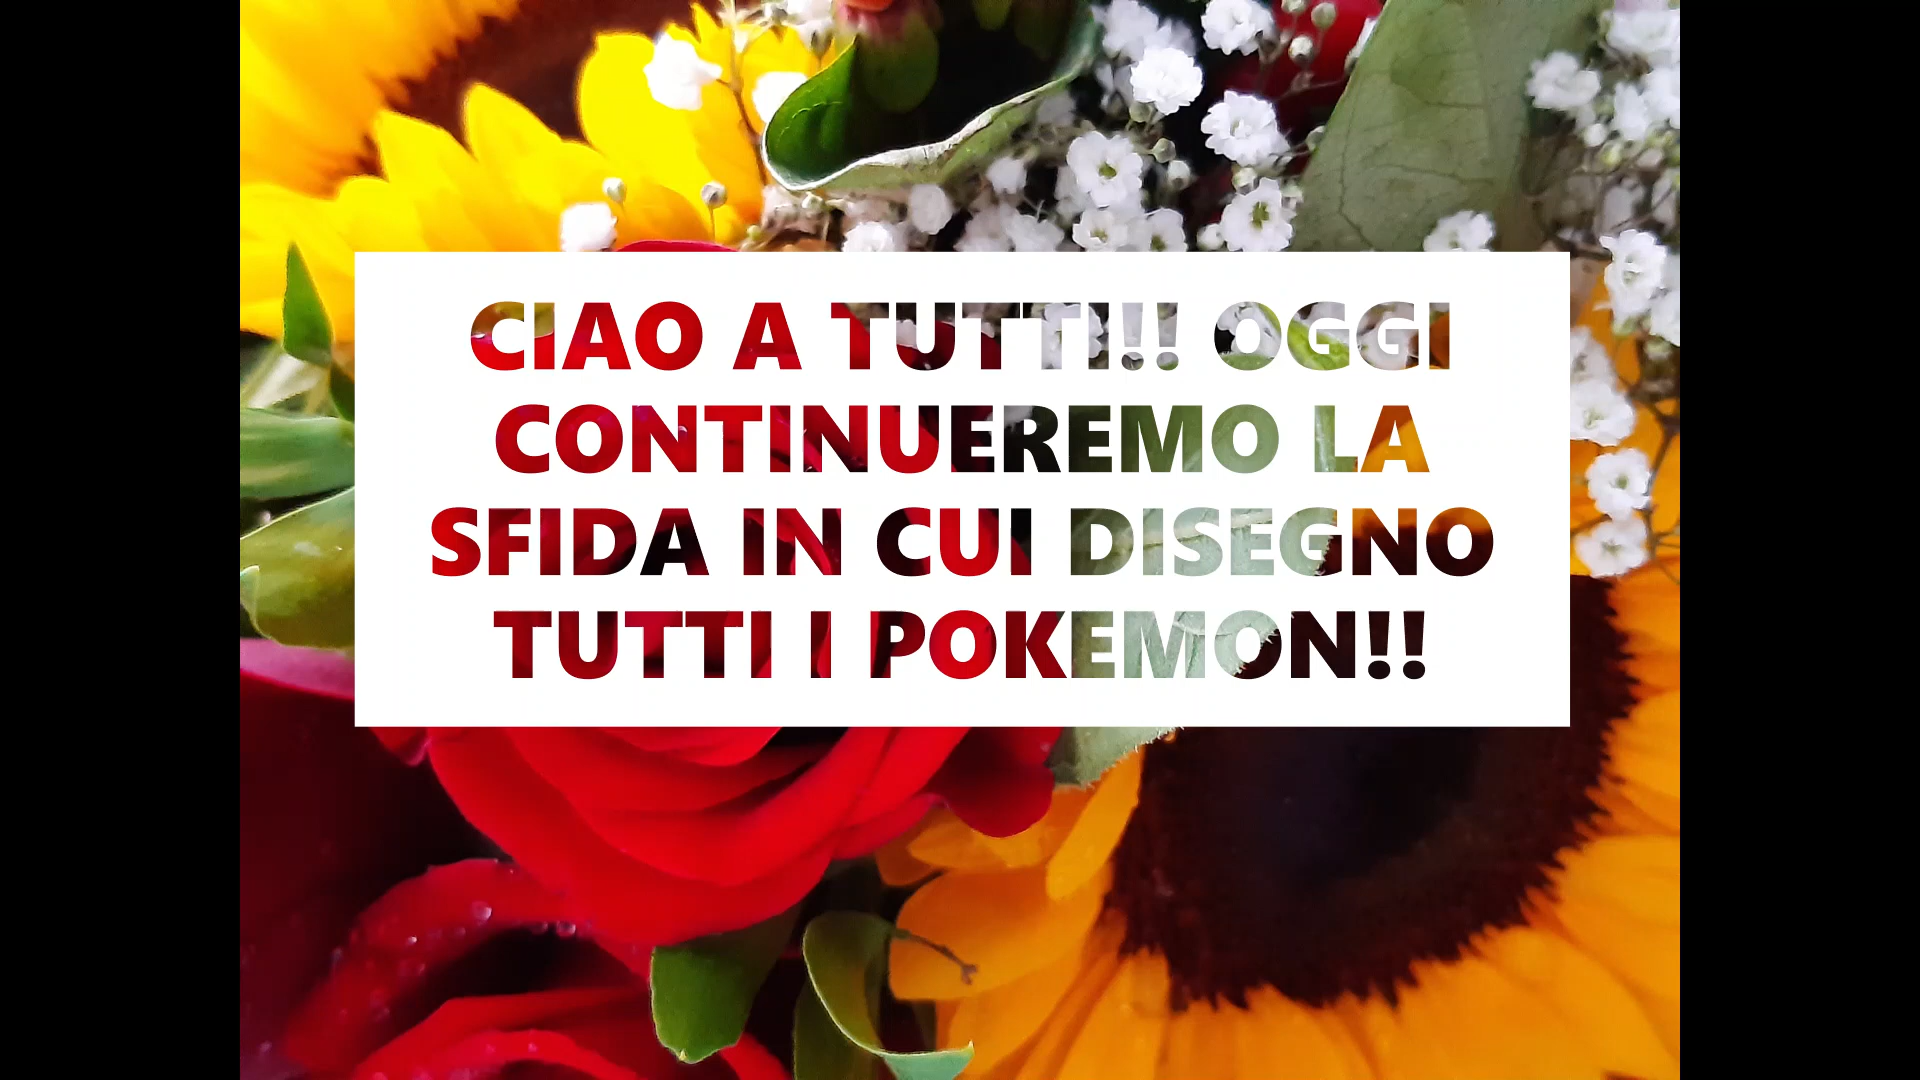 CIAO A TUTTI!!! OGGI
CONTINUEREMO LA
SFIDA IN CUI DISEGNO
TUTTI I POKEMON!!